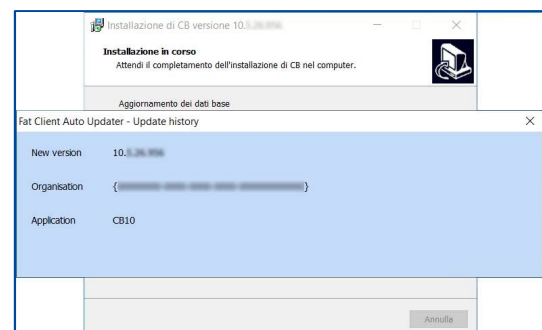 Installazione di CB versione 10.
Installazione in corso
Attendi il completamento dell'installazione di CB nel computer.
Aggiornamento dei dati base
Fat Client Auto Updater - Update history
New version 10.
Organisation { }
Application CB10
Annulla